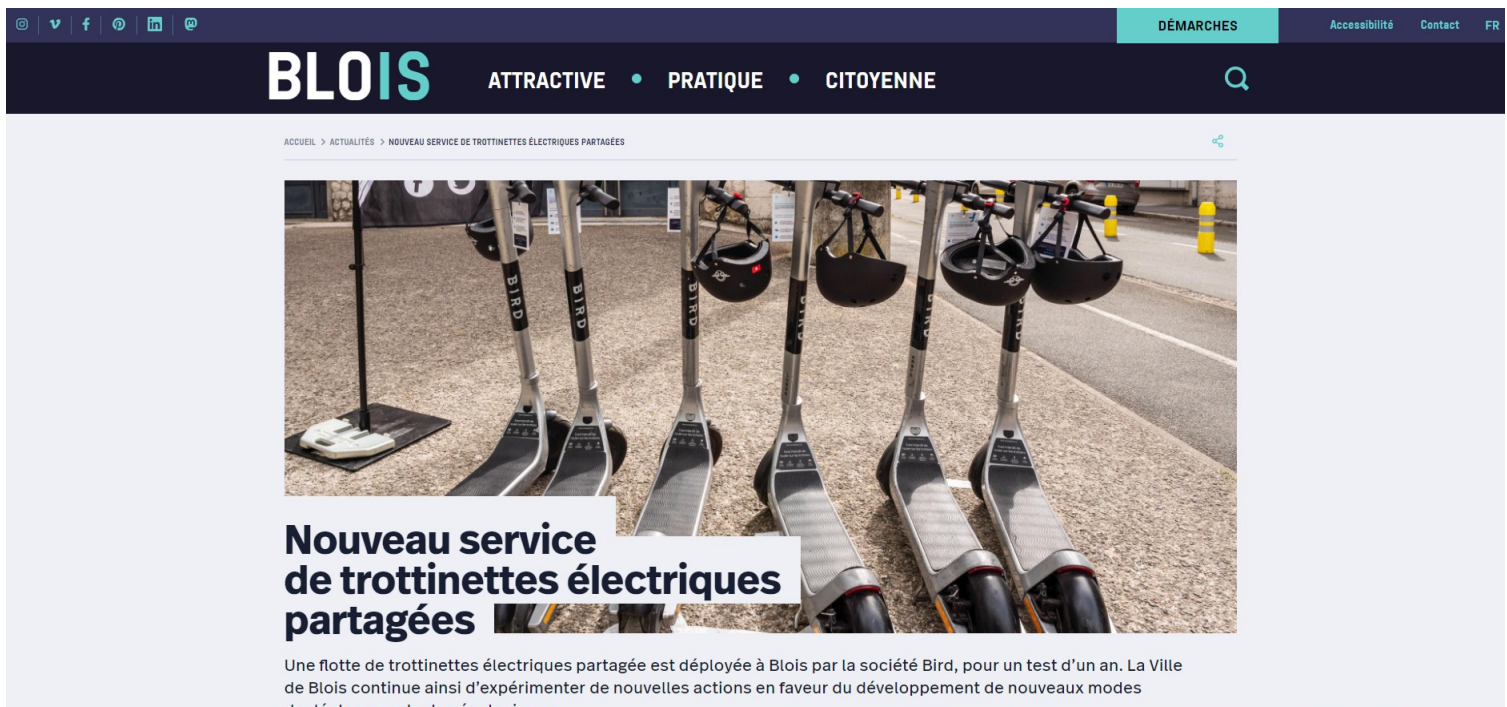 DÉMARCHES
Accessibilité Contact FR
BLOIS
ATTRACTIVE • PRATIQUE • CITOYENNE
ACCUEIL > ACTUALITÉS > NOUVEAU SERVICE DE TROTTINETTES ÉLECTRIQUES PARTAGÉES
BIRD
BIRD
BIRD
BIRD
BIRD
Nouveau service
de trottinettes électriques
partagées
Une flotte de trottinettes électriques partagée est déployée à Blois par la société Bird, pour un test d’un an. La Ville
de Blois continue ainsi d’expérimenter de nouvelles actions en faveur du développement de nouveaux modes